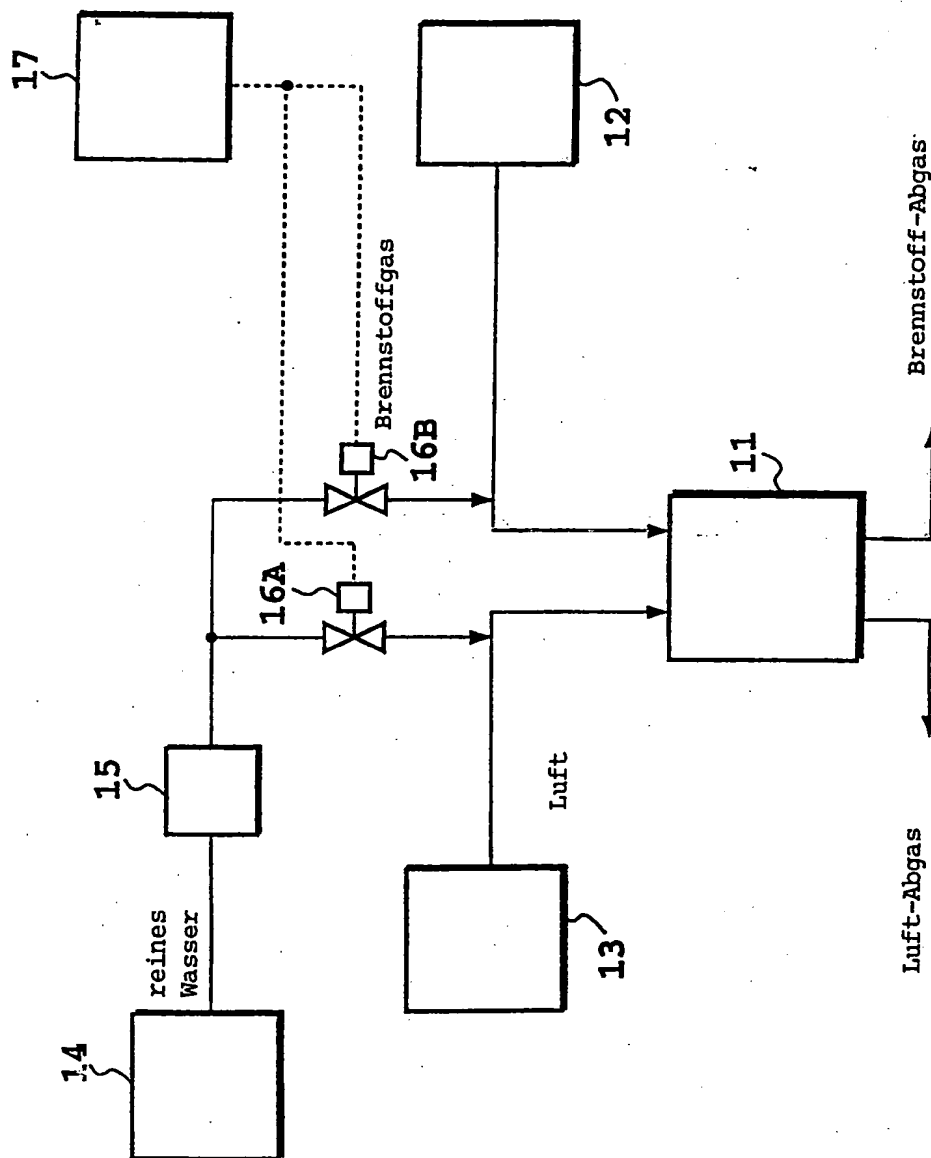 17
12
Brennstoffgas
16B
16A
15
reines
Wasser
14
Luft
13
11
Brennstoff-Abgas
Luft-Abgas